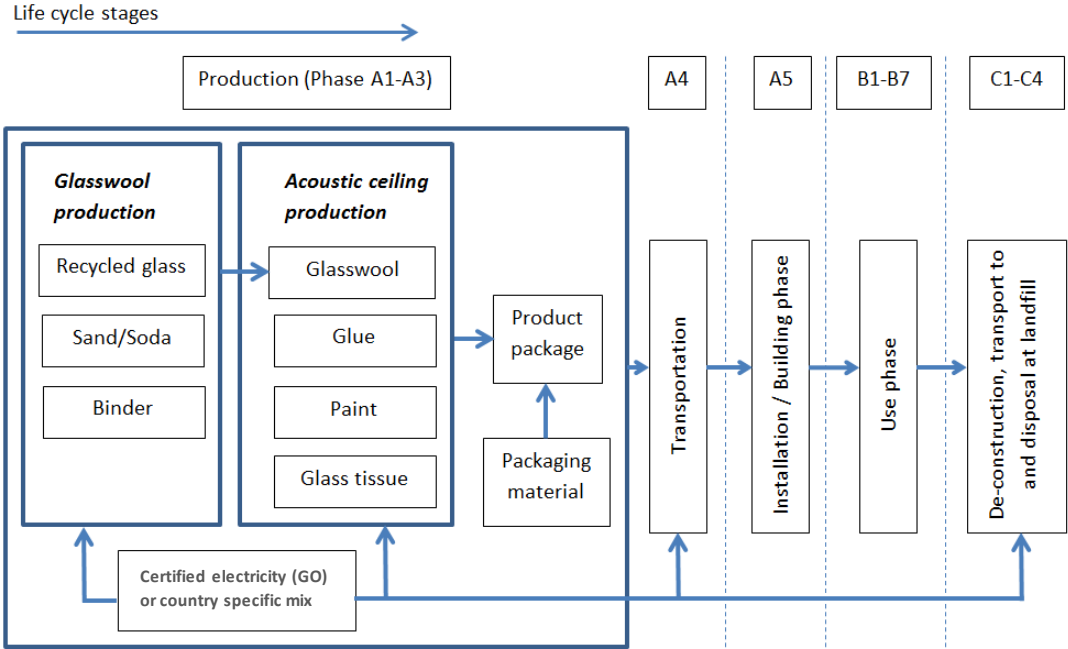 Life cycle stages
Production (Phase A1-A3)
A4
A5
B1-B7
C1-C4
Glasswool
production
Recycled glass
Sand/Soda
Binder
Acoustic ceiling
production
Glasswool
Glue
Paint
Glass tissue
Product
package
Packaging
material
Certified electricity (GO)
or country specific mix
Transportation
Installation / Building phase
Use phase
De-construction, transport to
and disposal at landfill